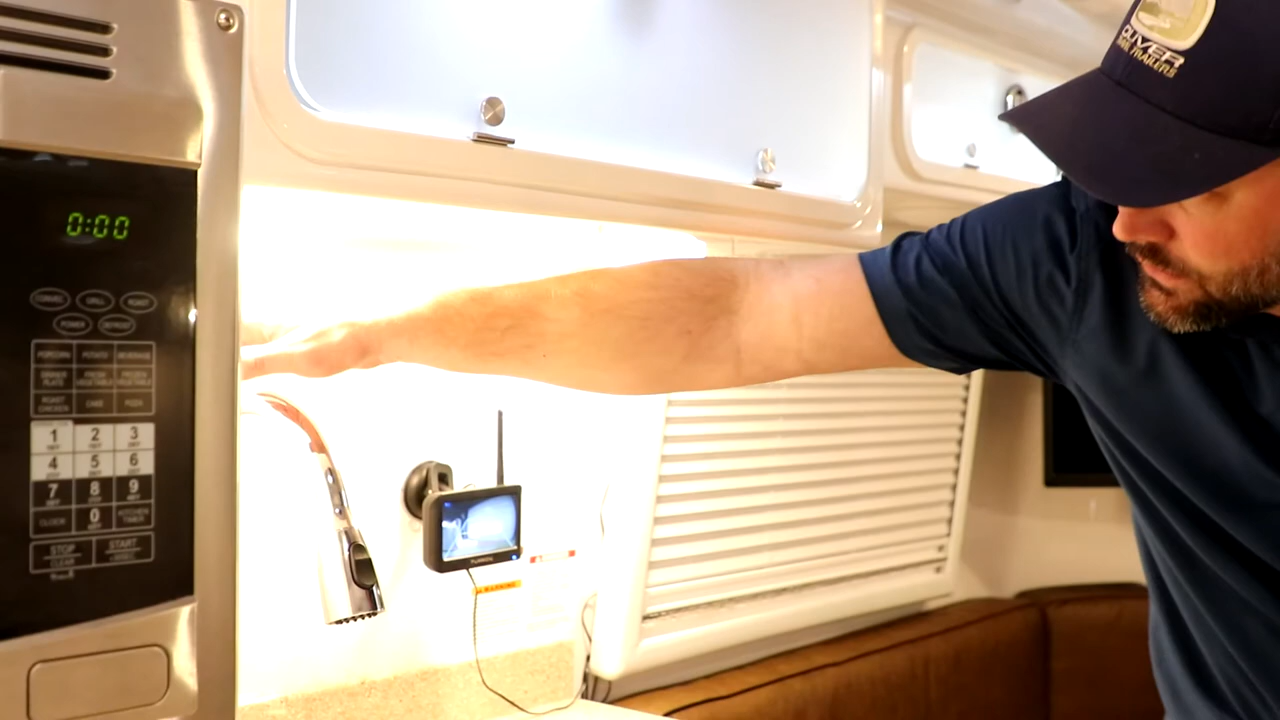 OLIVER
TRAVEL TRAILERS
0:00
CONVEC
GRILL
ROAST
POWER
DEFROST
POPCORN
POTATO
BEVERAGE
DINNER PLATE
FRESH VEGETABLE
FROZEN VEGETABLE
ROAST CHICKEN
CAKE
PIZZA
1 2 3
4 5 6
7 8 9
CLOCK
0
KITCHEN TIMER
STOP CLEAR
START
FURRION
WARNING